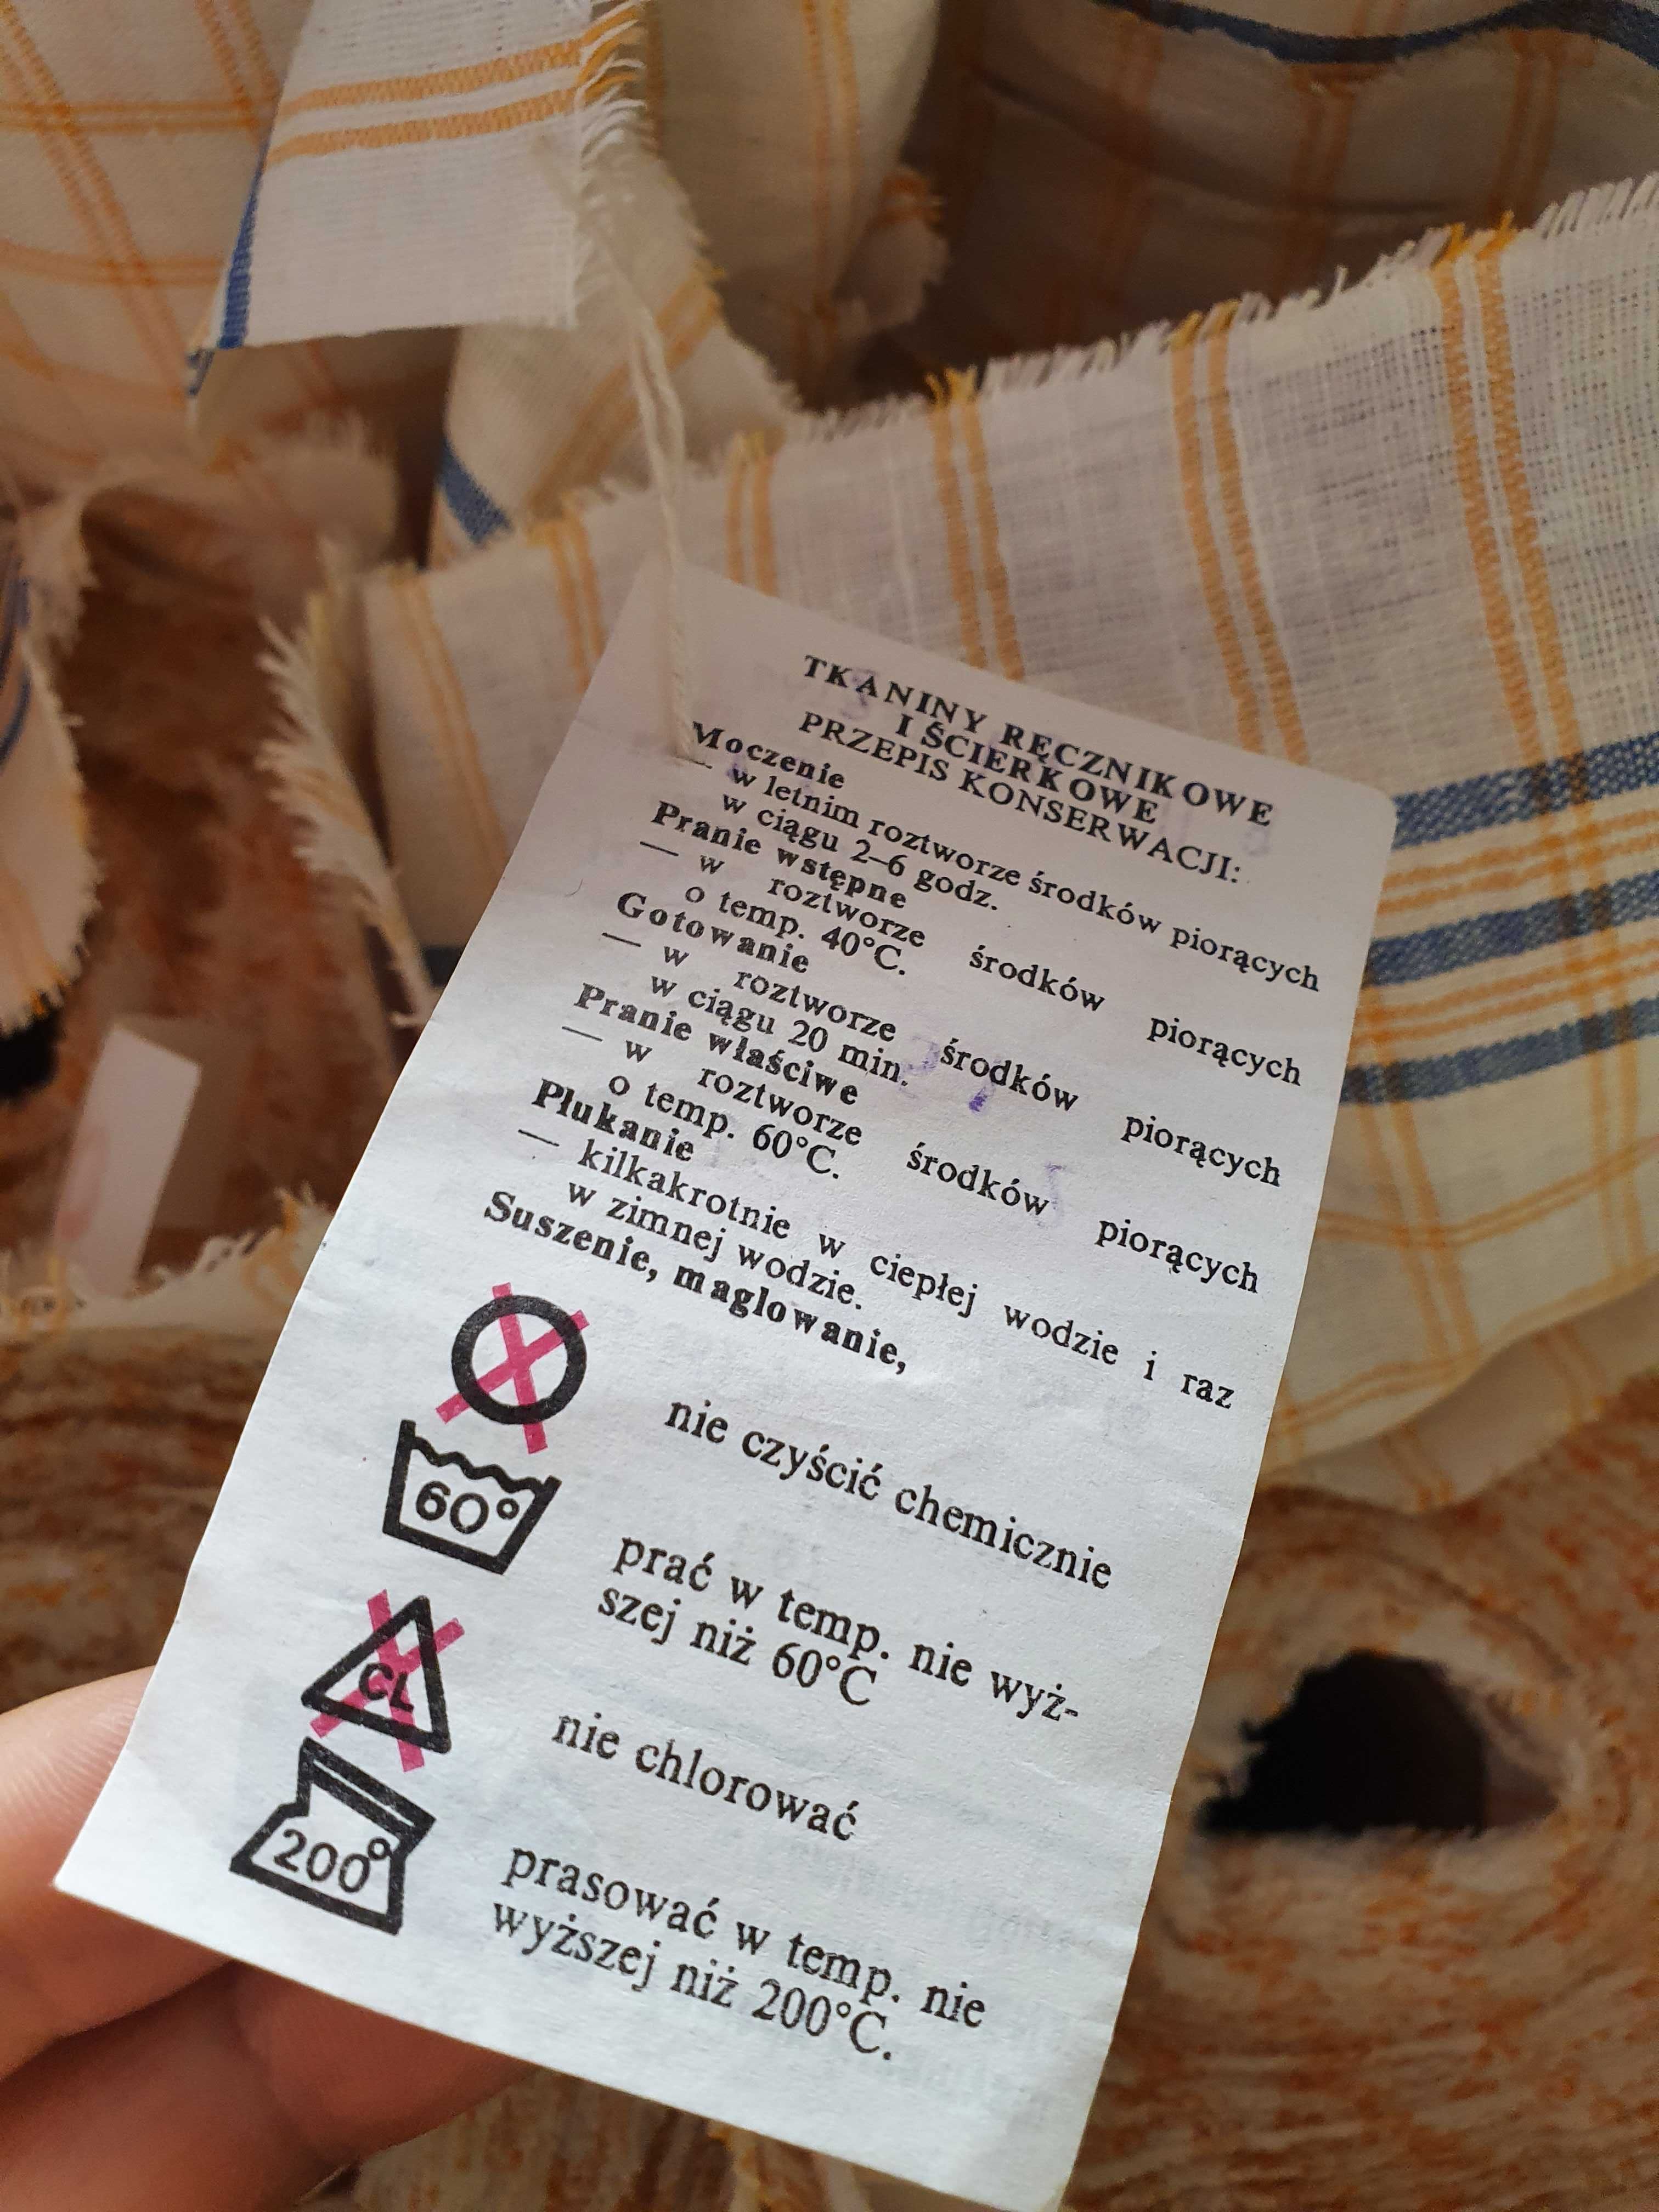 TKANINY RĘCZNIKOWE
I ŚCIERKOWE
PRZEPIS KONSERWACJI:
Moczenie
— w letnim roztworze środków piorących
w ciągu 2–6 godz.
Pranie wstępne
— w roztworze środków piorących
o temp. 40°C.
Gotowanie
— w roztworze środków piorących
w ciągu 20 min.
Pranie właściwe
— w roztworze środków piorących
o temp. 60°C.
Płukanie
— kilkakrotnie w ciepłej wodzie i raz
w zimnej wodzie.
Suszenie, maglowanie,
nie czyścić chemicznie
60°
prać w temp. nie wyż-
szej niż 60°C
CL
nie chlorować
200°
prasować w temp. nie
wyższej niż 200°C.